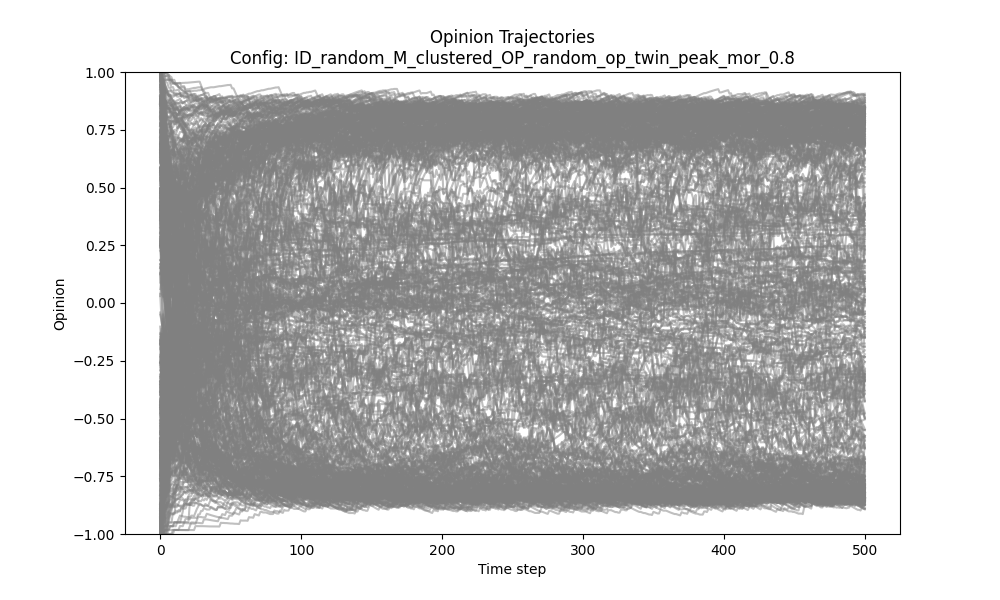 Opinion Trajectories
Config: ID_random_M_clustered_OP_random_op_twin_peak_mor_0.8
1.00
0.75
0.50
0.25
0.00
−0.25
−0.50
−0.75
−1.00
Opinion
0 100 200 300 400 500
Time step